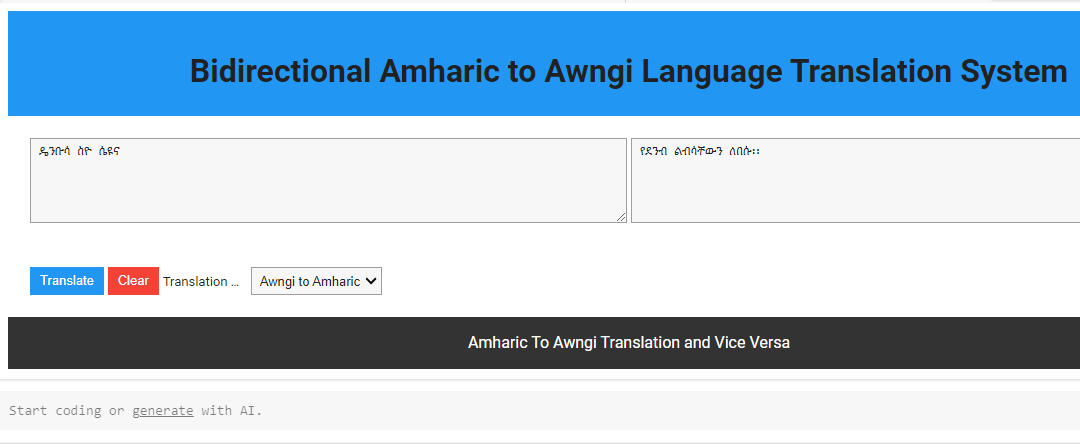 Bidirectional Amharic to Awngi Language Translation System
ዴንቡሳ ስዮ ሴዩና
የደንብ ልብሳቸውን ለበሱ፡፡
Translate Clear Translation ... Awngi to Amharic
Amharic To Awngi Translation and Vice Versa
Start coding or generate with AI.